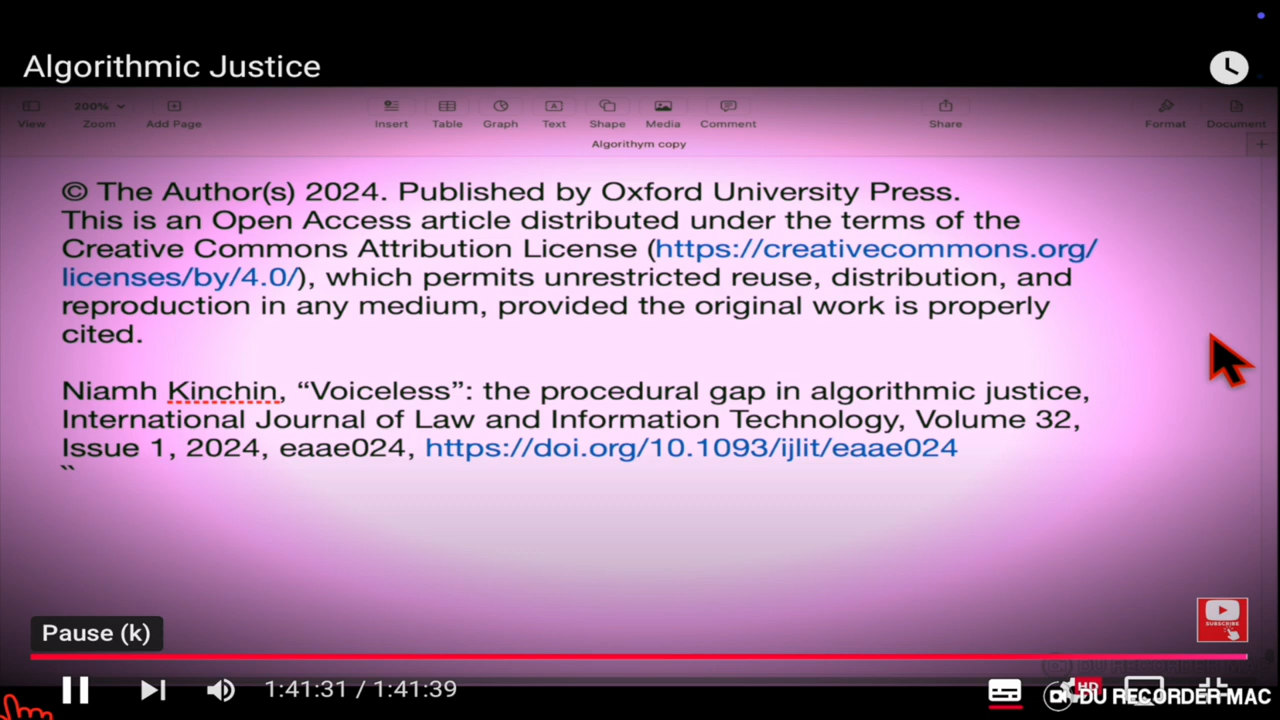 Algorithmic Justice
200%
View
Zoom
Add Page
Insert
Table
Graph
Text
Shape
Media
Comment
Share
Format
Document
Algorithym copy
© The Author(s) 2024. Published by Oxford University Press.
This is an Open Access article distributed under the terms of the
Creative Commons Attribution License (https://creativecommons.org/
licenses/by/4.0/), which permits unrestricted reuse, distribution, and
reproduction in any medium, provided the original work is properly
cited.
Niamh Kinchin, “Voiceless”: the procedural gap in algorithmic justice,
International Journal of Law and Information Technology, Volume 32,
Issue 1, 2024, eaae024, https://doi.org/10.1093/ijlit/eaae024
``
SUBSCRIBE
Pause (k)
1:41:31 / 1:41:39
HD
DU RECORDER MAC